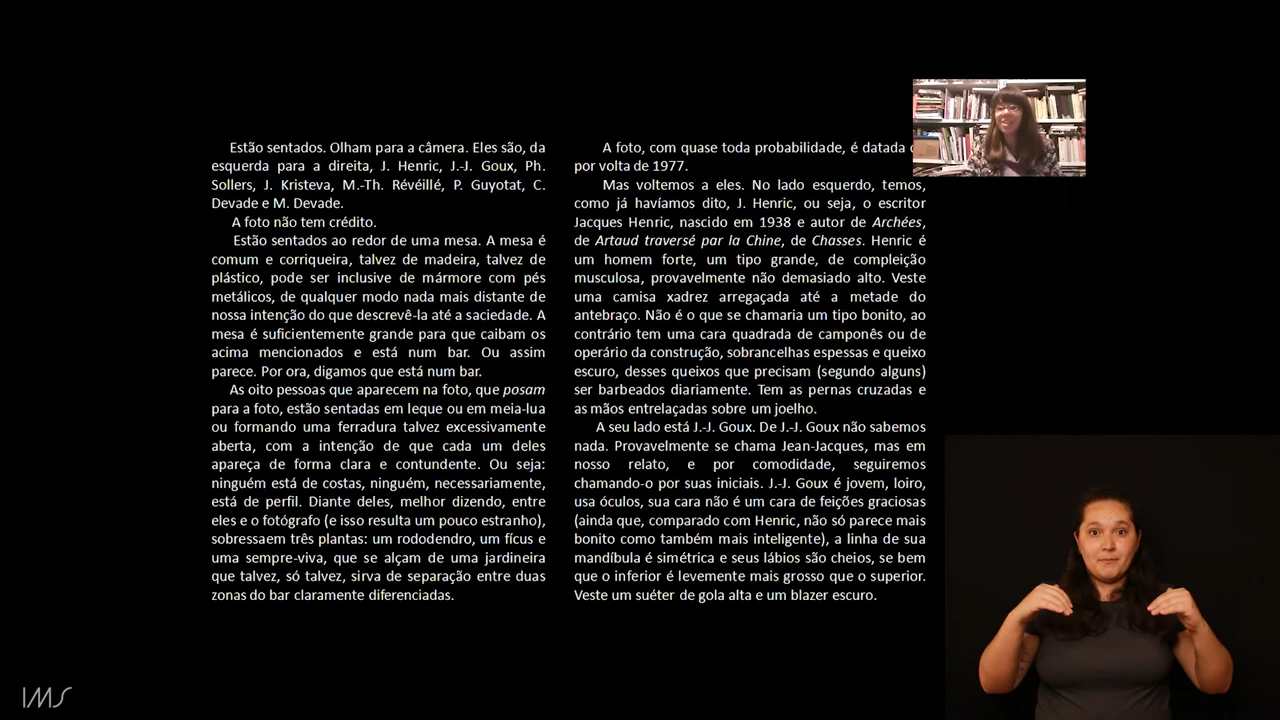 Estão sentados. Olham para a câmera. Eles são, da
esquerda para a direita, J. Henric, J.-J. Goux, Ph.
Sollers, J. Kristeva, M.-Th. Révéillé, P. Guyotat, C.
Devade e M. Devade.
A foto não tem crédito.
Estão sentados ao redor de uma mesa. A mesa é
comum e corriqueira, talvez de madeira, talvez de
plástico, pode ser inclusive de mármore com pés
metálicos, de qualquer modo nada mais distante de
nossa intenção do que descrevê-la até a saciedade. A
mesa é suficientemente grande para que caibam os
acima mencionados e está num bar. Ou assim
parece. Por ora, digamos que está num bar.
As oito pessoas que aparecem na foto, que posam
para a foto, estão sentadas em leque ou em meia-lua
ou formando uma ferradura talvez excessivamente
aberta, com a intenção de que cada um deles
apareça de forma clara e contundente. Ou seja:
ninguém está de costas, ninguém, necessariamente,
está de perfil. Diante deles, melhor dizendo, entre
eles e o fotógrafo (e isso resulta um pouco estranho),
sobressaem três plantas: um rododendro, um fícus e
uma sempre-viva, que se alçam de uma jardineira
que talvez, só talvez, sirva de separação entre duas
zonas do bar claramente diferenciadas.
A foto, com quase toda probabilidade, é datada
por volta de 1977.
Mas voltemos a eles. No lado esquerdo, temos,
como já havíamos dito, J. Henric, ou seja, o escritor
Jacques Henric, nascido em 1938 e autor de Archées,
de Artaud traversé par la Chine, de Chasses. Henric é
um homem forte, um tipo grande, de compleição
musculosa, provavelmente não demasiado alto. Veste
uma camisa xadrez arregaçada até a metade do
antebraço. Não é o que se chamaria um tipo bonito, ao
contrário tem uma cara quadrada de camponês ou de
operário da construção, sobrancelhas espessas e queixo
escuro, desses queixos que precisam (segundo alguns)
ser barbeados diariamente. Tem as pernas cruzadas e
as mãos entrelaçadas sobre um joelho.
A seu lado está J.-J. Goux. De J.-J. Goux não sabemos
nada. Provavelmente se chama Jean-Jacques, mas em
nosso relato, e por comodidade, seguiremos
chamando-o por suas iniciais. J.-J. Goux é jovem, loiro,
usa óculos, sua cara não é um cara de feições graciosas
(ainda que, comparado com Henric, não só parece mais
bonito como também mais inteligente), a linha de sua
mandíbula é simétrica e seus lábios são cheios, se bem
que o inferior é levemente mais grosso que o superior.
Veste um suéter de gola alta e um blazer escuro.
IMS